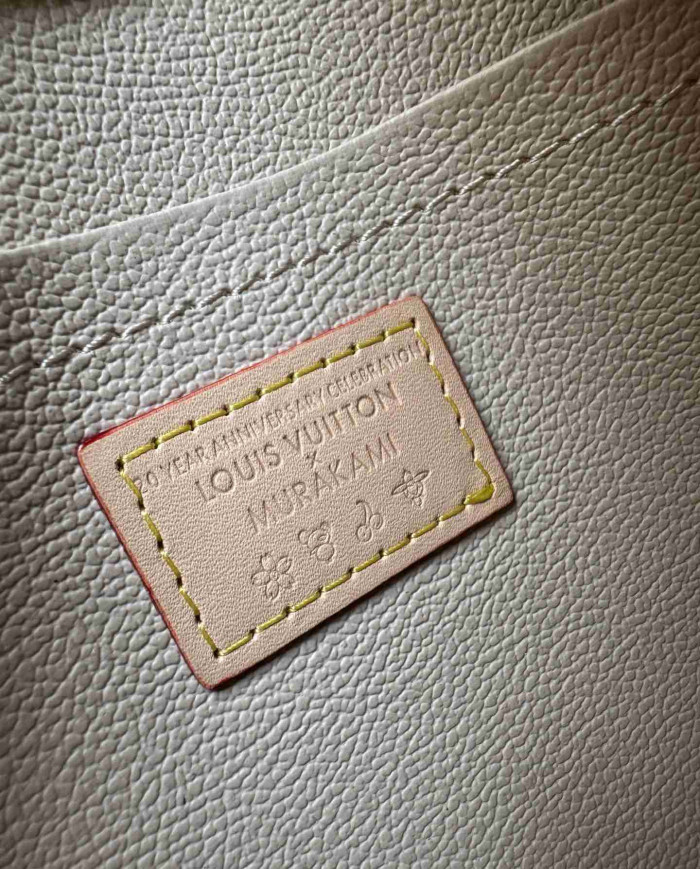 20 YEAR ANNIVERSARY CELEBRATION
LOUIS VUITTON
×
MURAKAMI